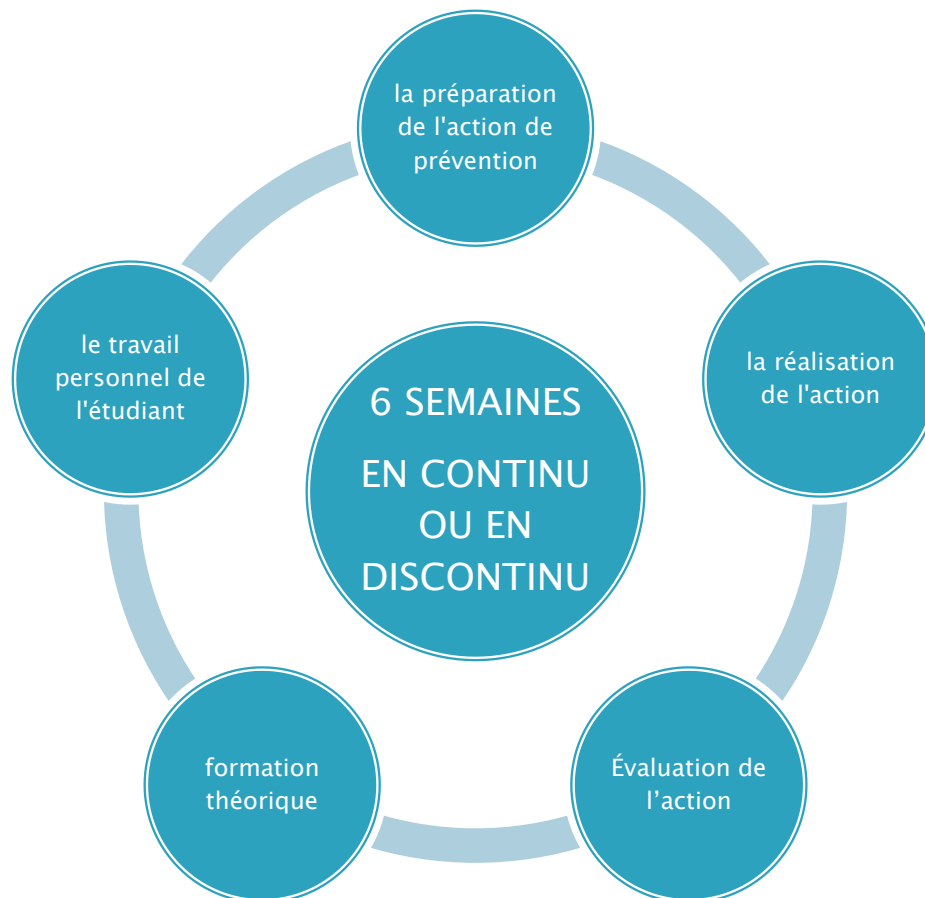 la préparation
de l'action de
prévention
la réalisation
de l'action
Évaluation de
l’action
formation
théorique
le travail
personnel de
l'étudiant
6 SEMAINES
EN CONTINU
OU EN
DISCONTINU